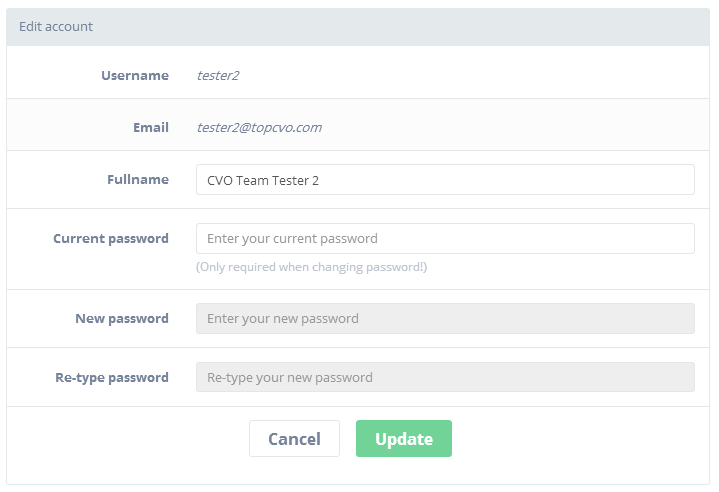 Edit account
Username tester2
Email tester2@topcvo.com
Fullname CVO Team Tester 2
Current password Enter your current password
(Only required when changing password!)
New password Enter your new password
Re-type password Re-type your new password
Cancel Update